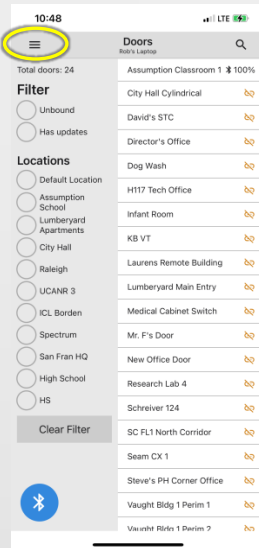 10:48
LTE
Doors
Rob's Laptop
Total doors: 24
Filter
Unbound
Has updates
Locations
Default Location
Assumption
School
Lumberyard
Apartments
City Hall
Raleigh
UCANR 3
ICL Borden
Spectrum
San Fran HQ
High School
HS
Clear Filter
Assumption Classroom 1 100%
City Hall Cylindrical
David's STC
Director's Office
Dog Wash
H117 Tech Office
Infant Room
KB VT
Laurens Remote Building
Lumberyard Main Entry
Medical Cabinet Switch
Mr. F's Door
New Office Door
Research Lab 4
Schreiver 124
SC FL1 North Corridor
Seam CX 1
Steve's PH Corner Office
Vaught Bldg 1 Perim 1
Vaught Bldg 1 Perim 2